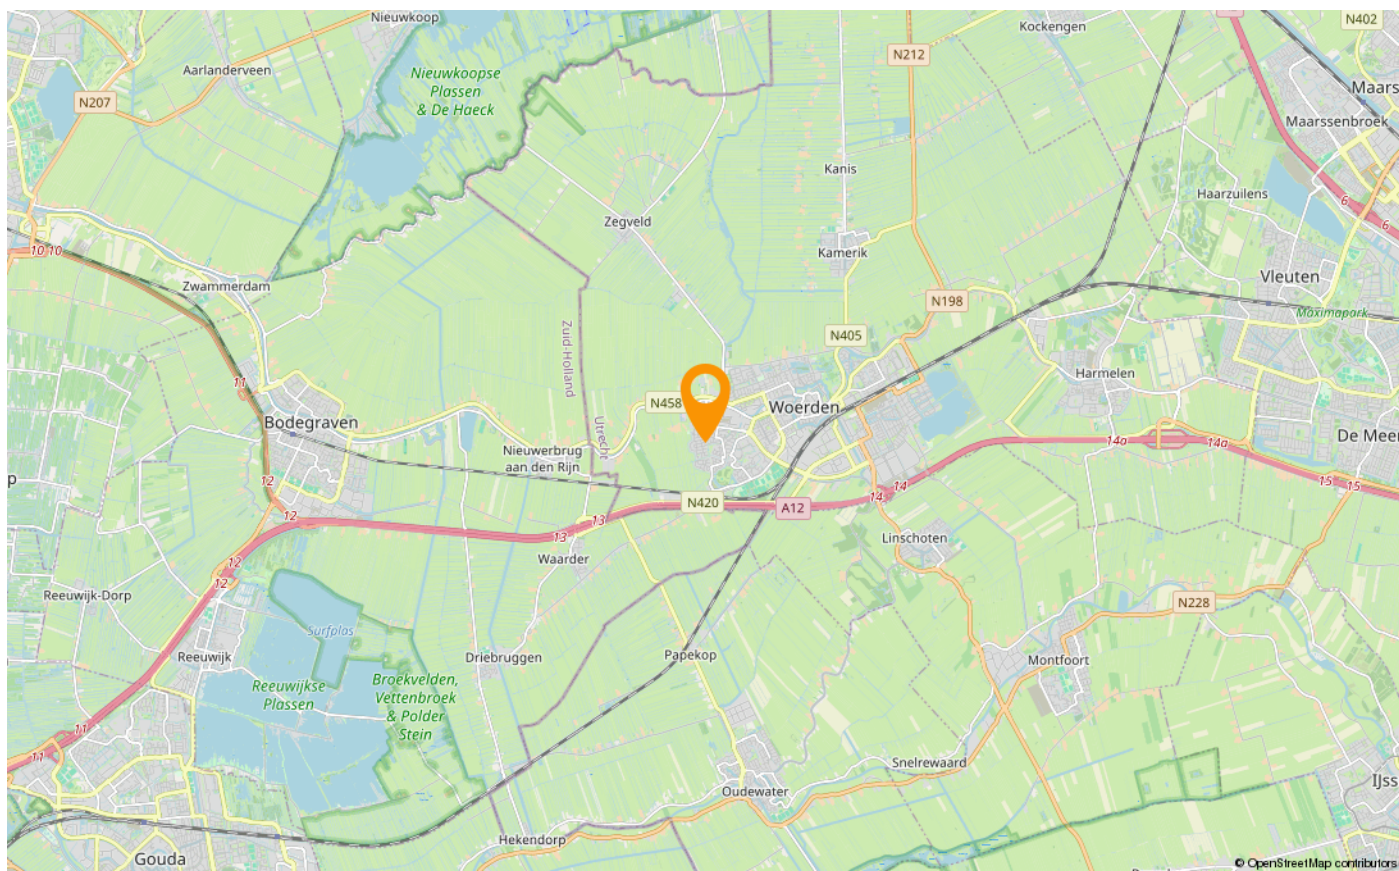 Nieuwkoop
N402
Kockengen
N212
Aarlanderveen
Nieuwkoopse
Plassen
& De Haeck
N207
Maarssenbroek
Kanis
Haarzuilens
6
6
Zegveld
10 10
Kamerik
Vleuten
Zwammerdam
N198
Maximapark
Zuid-Holland
Utrecht
N405
Harmelen
11
N458
Woerden
Bodegraven
De Meer
14a
14a
Nieuwerbrug
aan den Rijn
12
15
15
14
14
N420
A12
12
13
13
Linschoten
Waarder
12
12
Reeuwijk-Dorp
N228
Surfplas
Reeuwijk
Driebruggen
Papekop
Montfoort
Reeuwijkse
Plassen
Broekvelden,
Vettenbroek
& Polder
Stein
11
11
Snelrewaard
Oudewater
IJss
Hekendorp
Gouda
© OpenStreetMap contributors